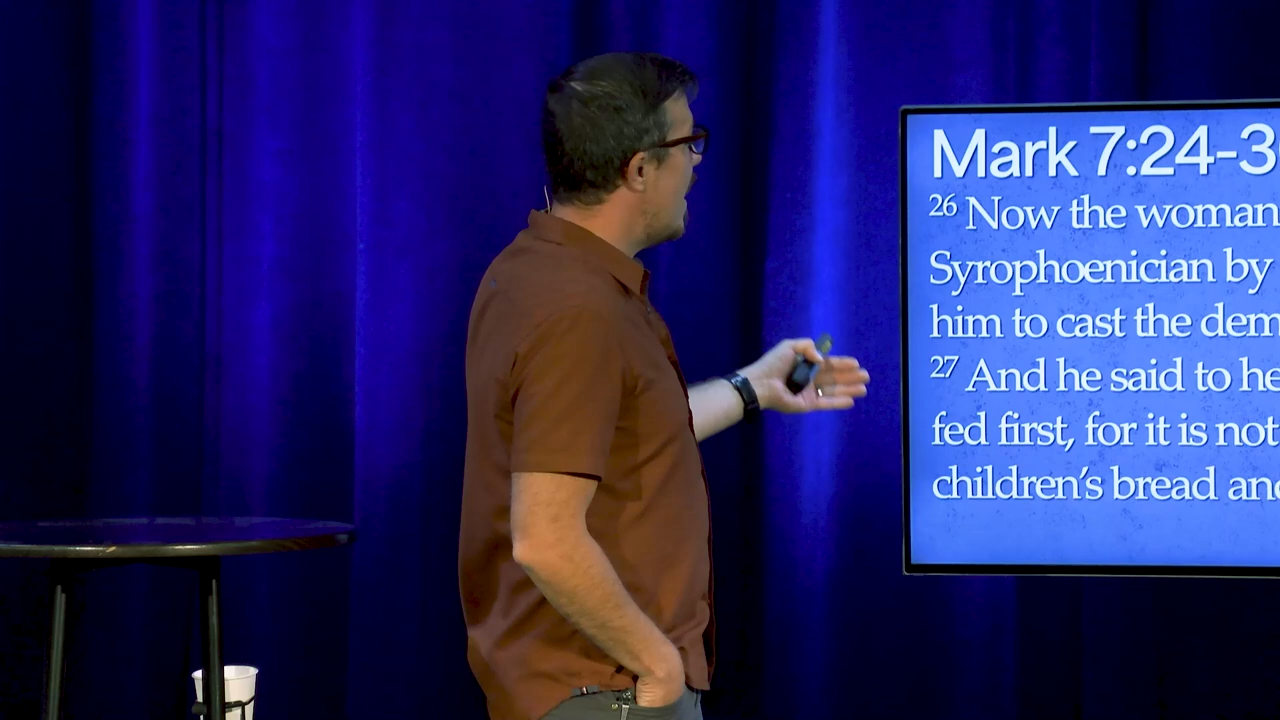 Mark 7:24-3
26 Now the woman
Syrophoenician by
him to cast the dem
27 And he said to he
fed first, for it is not
children’s bread and